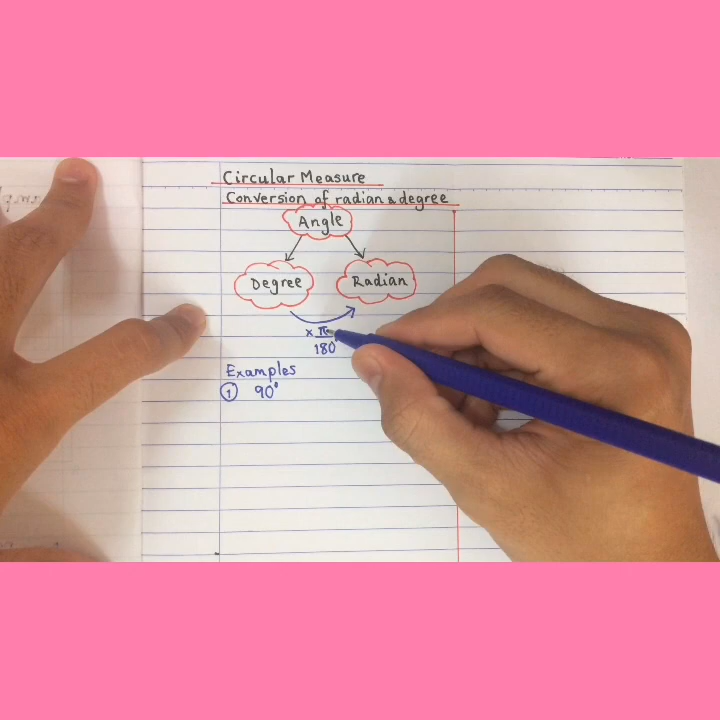 Circular Measure
Conversion of radian & degree
Angle
Degree
Radian
× π
180
Examples
① 90°